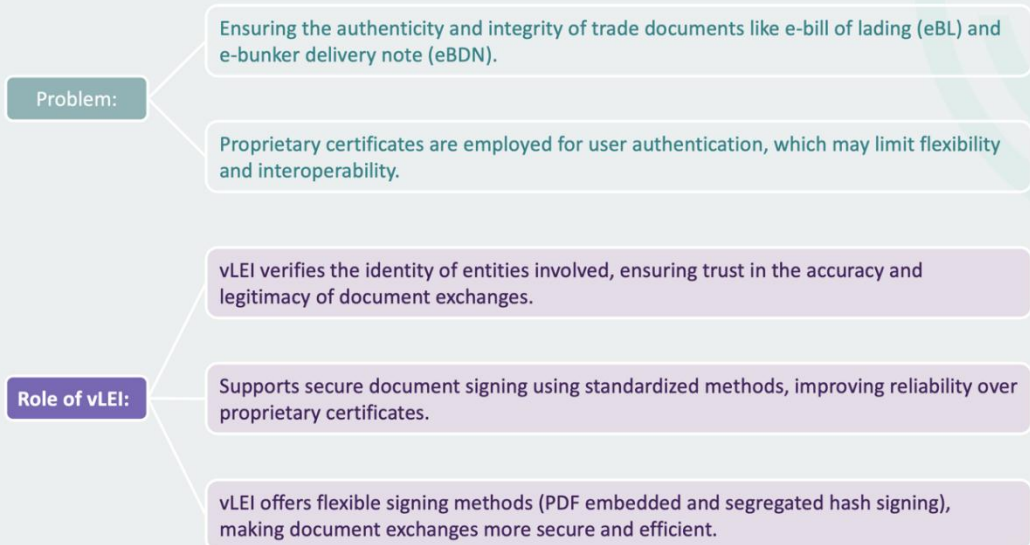 Ensuring the authenticity and integrity of trade documents like e-bill of lading (eBL) and
e-bunker delivery note (eBDN).
Problem:
Proprietary certificates are employed for user authentication, which may limit flexibility
and interoperability.
vLEI verifies the identity of entities involved, ensuring trust in the accuracy and
legitimacy of document exchanges.
Role of vLEI:
Supports secure document signing using standardized methods, improving reliability over
proprietary certificates.
vLEI offers flexible signing methods (PDF embedded and segregated hash signing),
making document exchanges more secure and efficient.